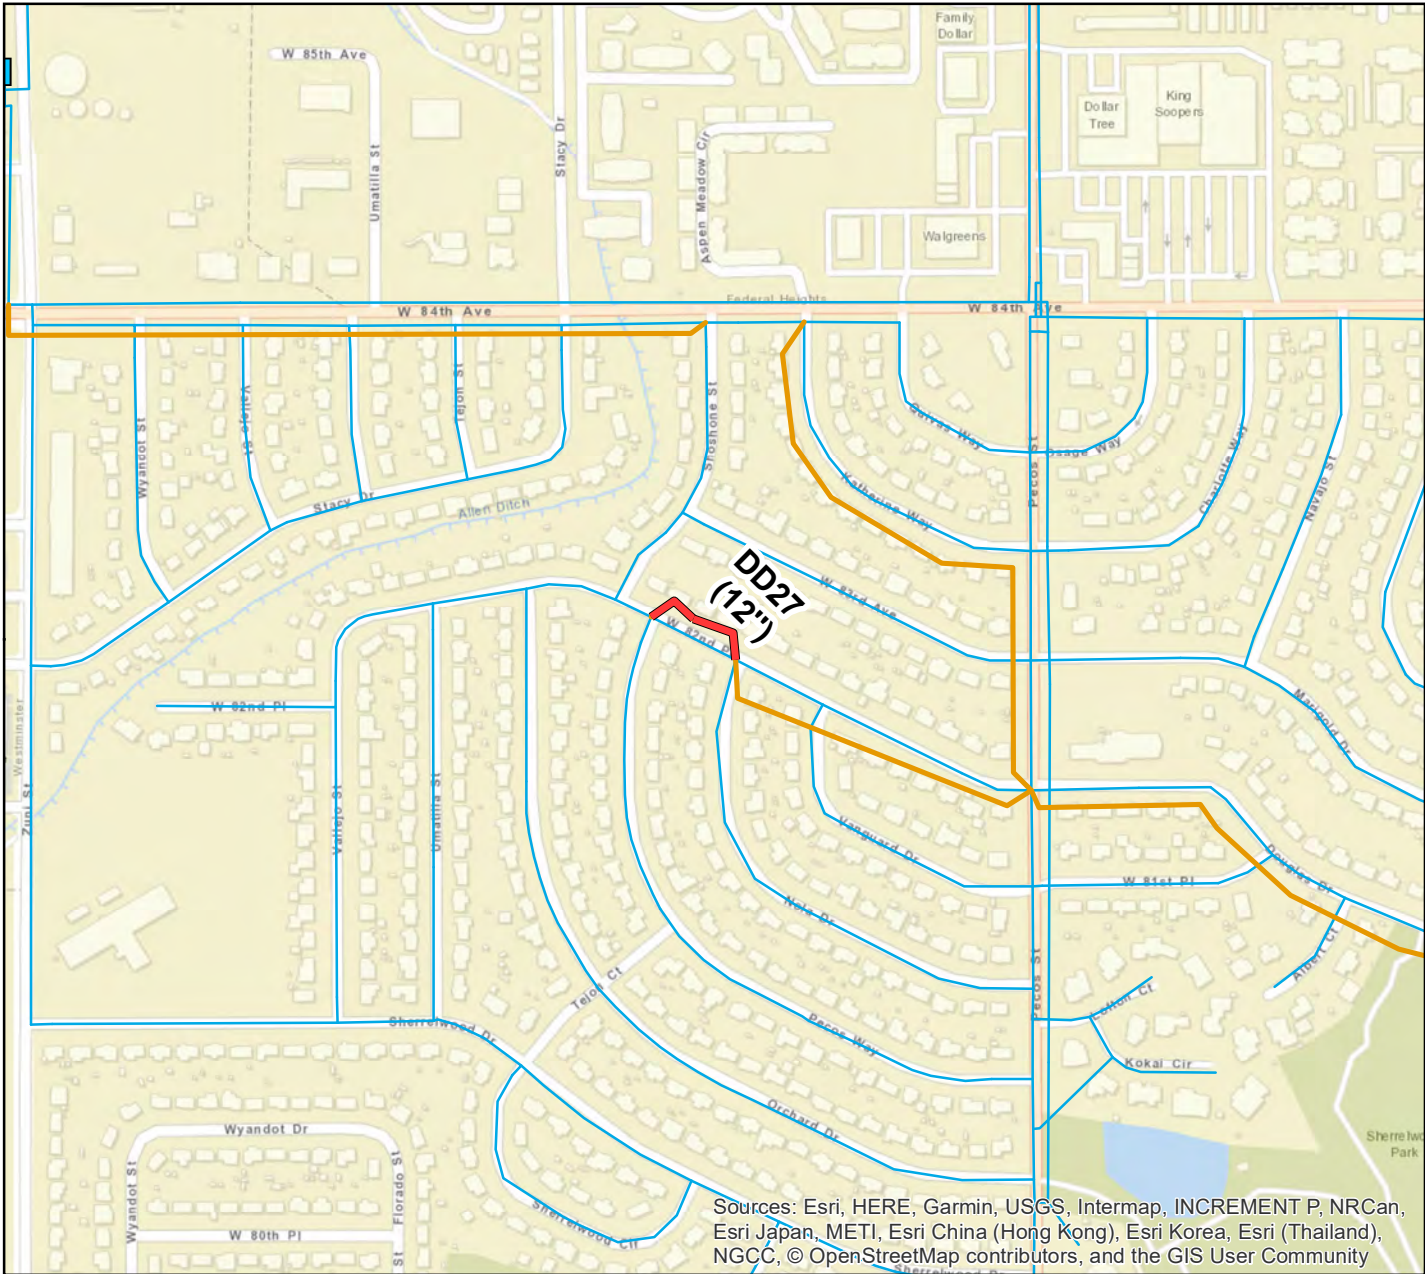 Family
Dollar
W 85th Ave
King
Soopers
Dollar
Tree
Stacy Dr
Umatilla St
Aspen Meadow Cir
Walgreens
Federal Heights
W 84th Ave
W 84th Ave
Wyandot St
Vallejo St
Tejon St
Shoshone St
Quivas Way
Osage Way
Pecos St
Charlotte Way
Navajo St
Katherine Way
Stacy Dr
Allen Ditch
DD27
(12")
W 83rd Ave
W 82nd Pl
W 82nd Pl
Marigold Dr
Westminster
Zuni St
Vallejo St
Umatilla St
Vanguard Dr
Douglas Dr
W 81st Pl
Nola Dr
Albert Ct
Tejon Ct
Pecos St
Lofton Ct
Sherrelwood Dr
Pecos Way
Kokai Cir
Orchard Dr
Wyandot Dr
Sherrelwo
Park
Wyandot St
Elorado St
Sherrelwood Cir
W 80th Pl
St
Sources: Esri, HERE, Garmin, USGS, Intermap, INCREMENT P, NRCan,
Esri Japan, METI, Esri China (Hong Kong), Esri Korea, Esri (Thailand),
NGCC, © OpenStreetMap contributors, and the GIS User Community
Sherrelwood Dr